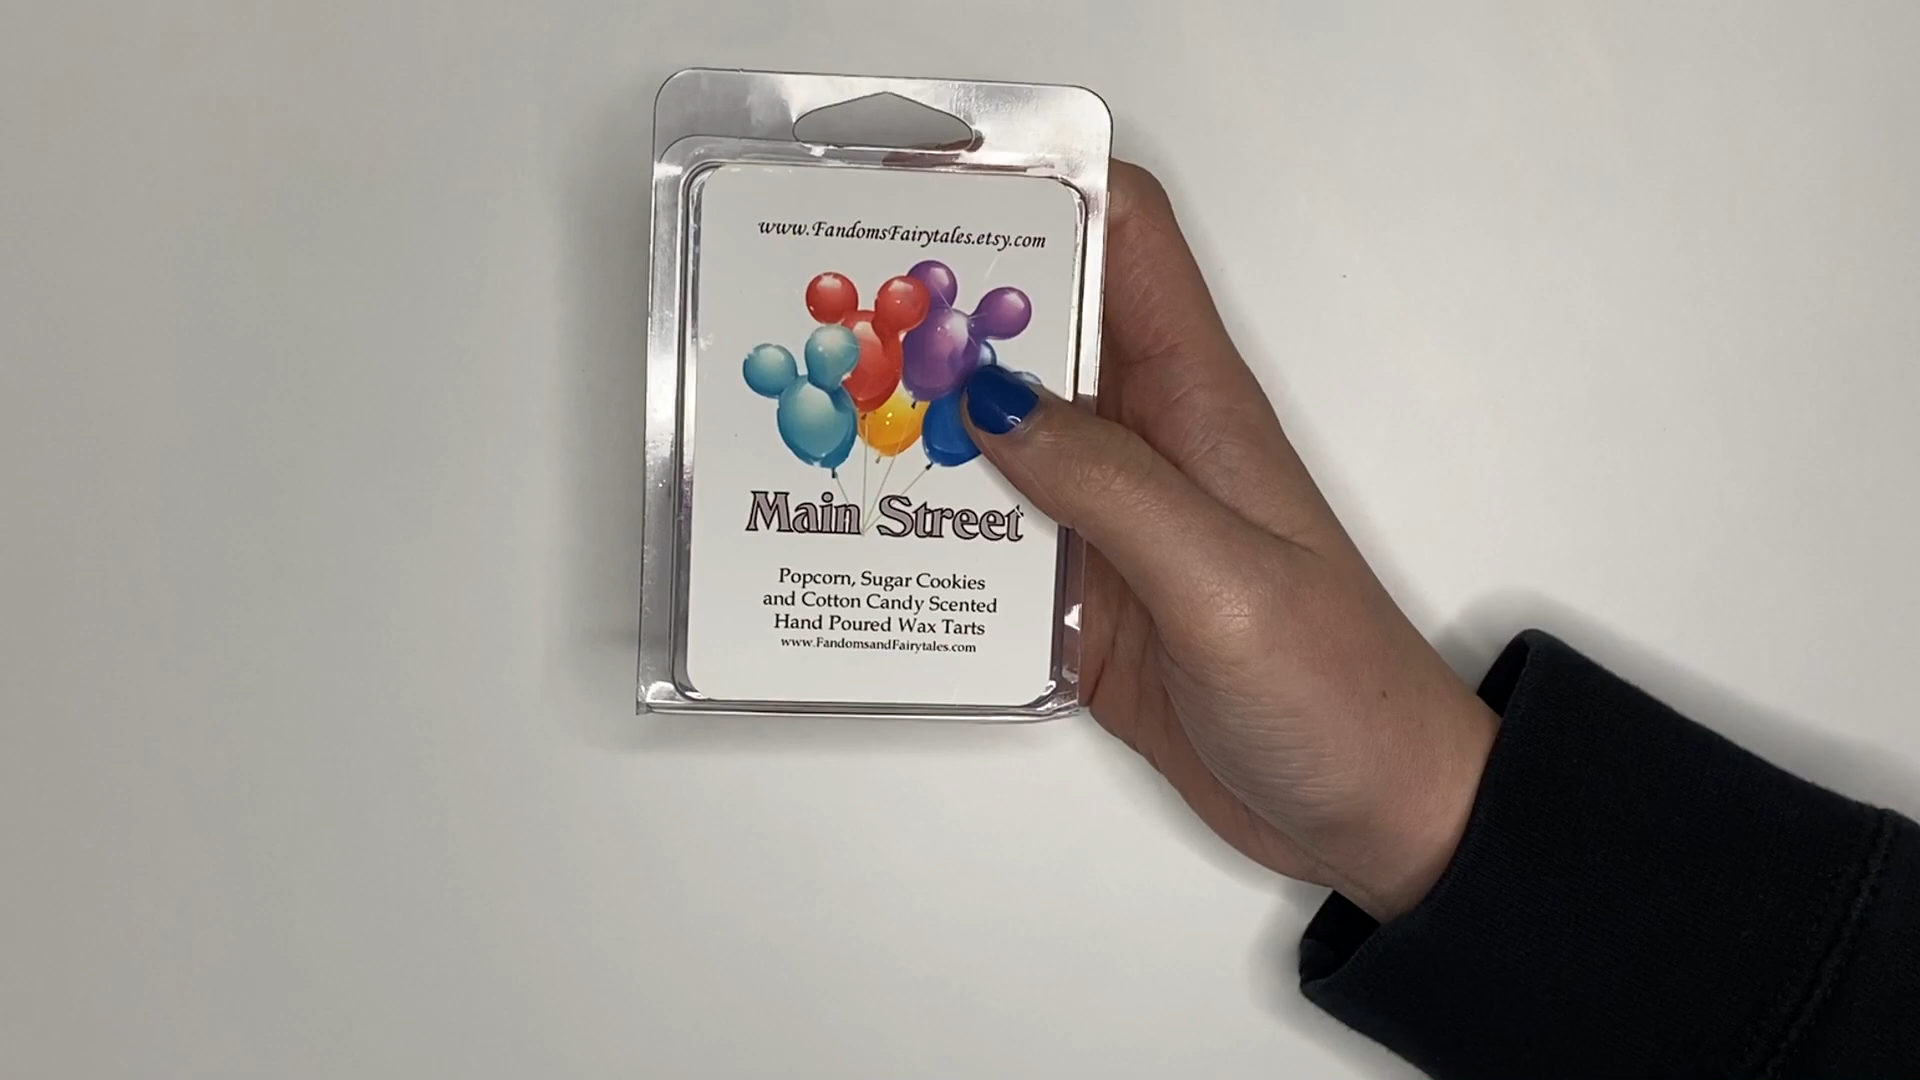 www.FandomsFairytales.etsy.com
Main Street
Popcorn, Sugar Cookies
and Cotton Candy Scented
Hand Poured Wax Tarts
www.FandomsandFairytales.com